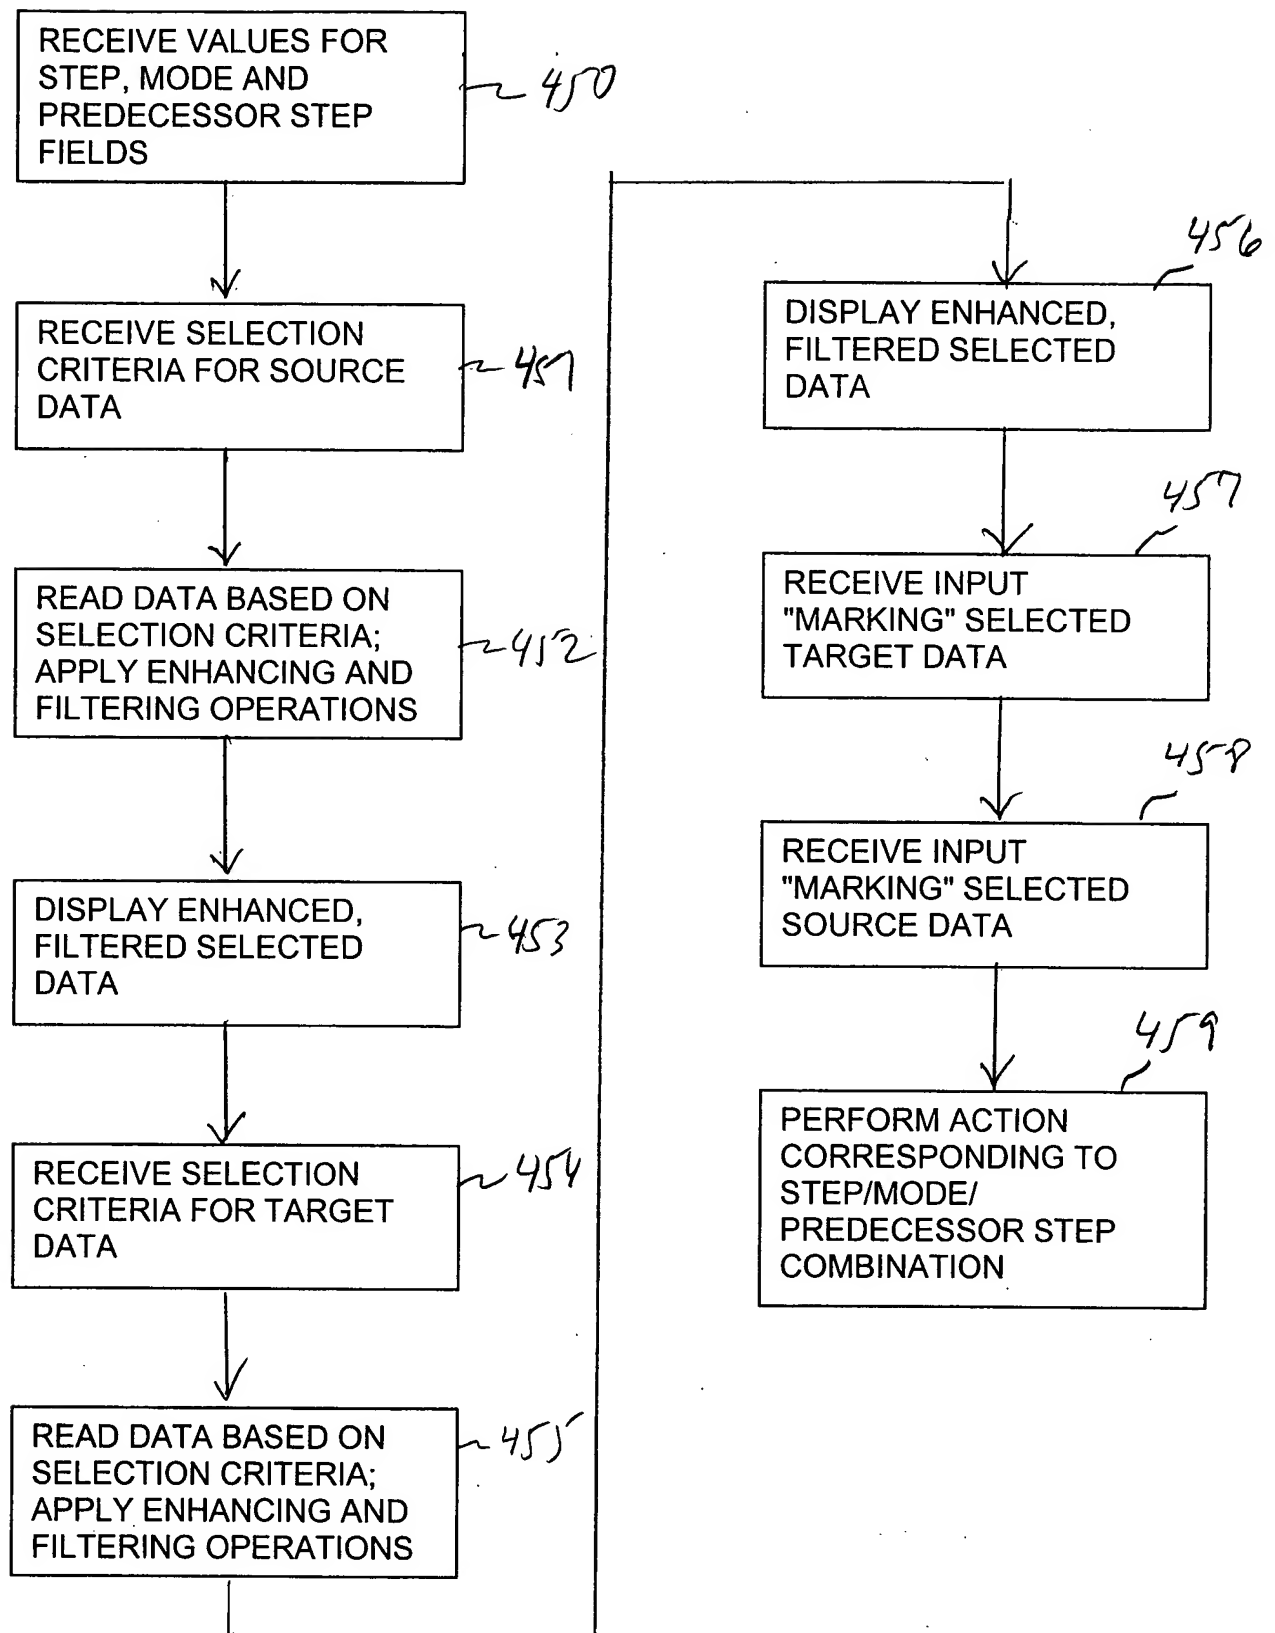 RECEIVE VALUES FOR
STEP, MODE AND
PREDECESSOR STEP
FIELDS
450
RECEIVE SELECTION
CRITERIA FOR SOURCE
DATA
451
READ DATA BASED ON
SELECTION CRITERIA;
APPLY ENHANCING AND
FILTERING OPERATIONS
452
DISPLAY ENHANCED,
FILTERED SELECTED
DATA
453
RECEIVE SELECTION
CRITERIA FOR TARGET
DATA
454
READ DATA BASED ON
SELECTION CRITERIA;
APPLY ENHANCING AND
FILTERING OPERATIONS
455
456
DISPLAY ENHANCED,
FILTERED SELECTED
DATA
457
RECEIVE INPUT
"MARKING" SELECTED
TARGET DATA
458
RECEIVE INPUT
"MARKING" SELECTED
SOURCE DATA
459
PERFORM ACTION
CORRESPONDING TO
STEP/MODE/
PREDECESSOR STEP
COMBINATION